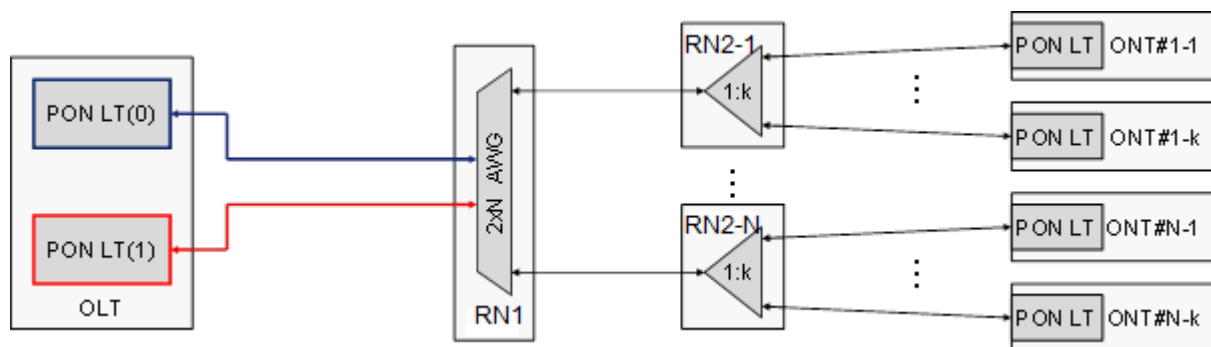 PON LT(0)
PON LT(1)
OLT
2xN AWG
RN1
RN2-1
1:k
RN2-N
1:k
PON LT ONT#1-1
PON LT ONT#1-k
PON LT ONT#N-1
PON LT ONT#N-k